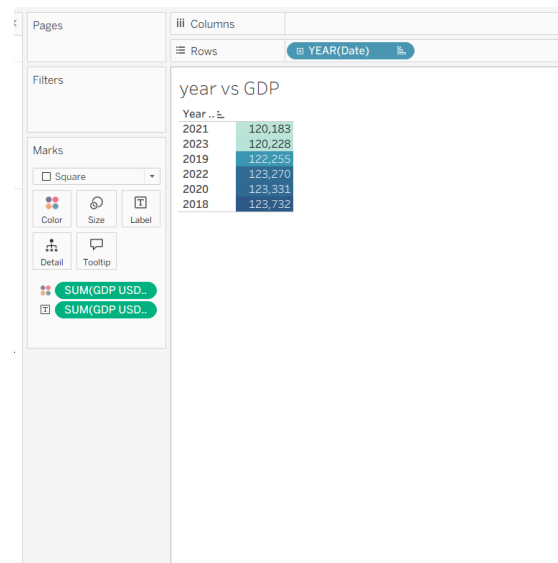 Pages
iii Columns
Rows
YEAR(Date)
Filters
year vs GDP
Year ..
2021 120,183
2023 120,228
2019 122,255
2022 123,270
2020 123,331
2018 123,732
Marks
Square
Color Size Label
Detail Tooltip
SUM(GDP USD..
T SUM(GDP USD..